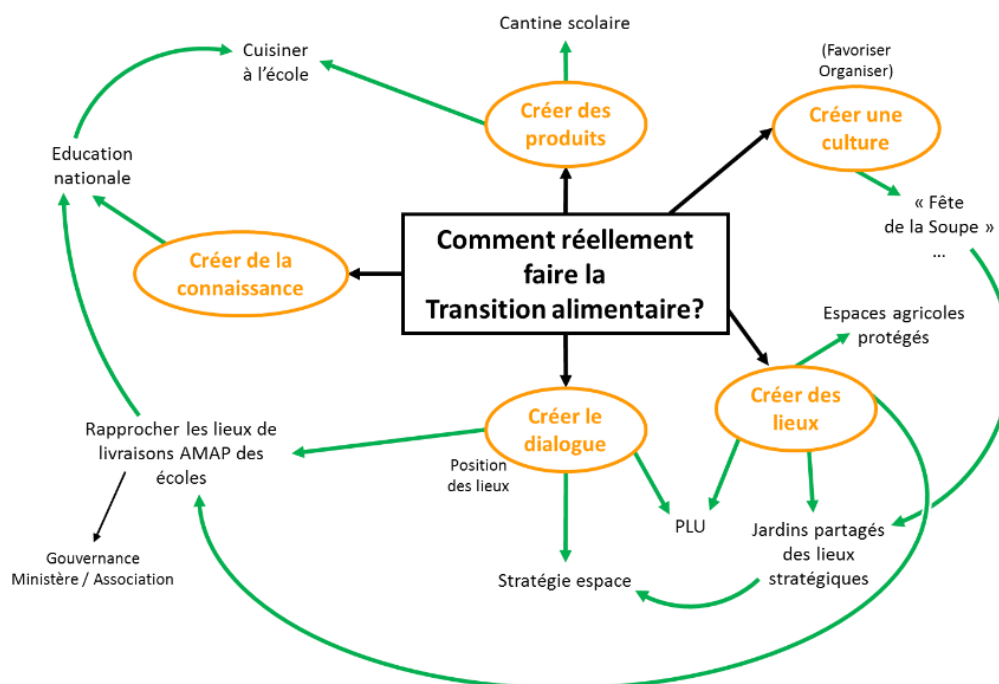 Cantine scolaire
Cuisiner
à l’école
(Favoriser
Organiser)
Créer des
produits
Créer une
culture
Education
nationale
« Fête
de la Soupe »
...
Comment réellement
faire la
Transition alimentaire?
Créer de la
connaissance
Espaces agricoles
protégés
Créer le
dialogue
Créer des
lieux
Rapprocher les lieux de
livraisons AMAP des
écoles
Position
des lieux
PLU
Jardins partagés
des lieux
stratégiques
Gouvernance
Ministère / Association
Stratégie espace